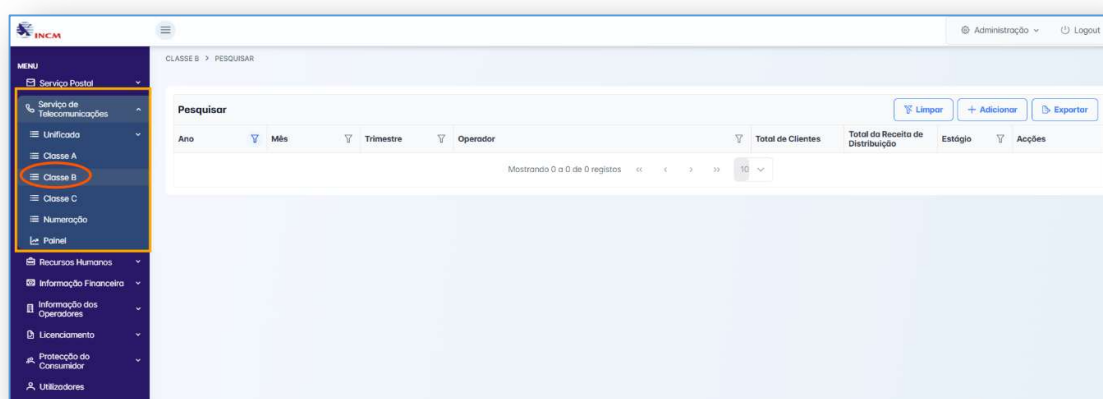 INCM
Administração
Logout
MENU
Serviço Postal
Serviço de
Telecomunicações
Unificada
Classe A
Classe B
Classe C
Numeração
Painel
Recursos Humanos
Informação Financeira
Informação dos
Operadores
Licenciamento
Protecção do
Consumidor
Utilizadores
CLASSE B > PESQUISAR
Pesquisar
Limpar
+ Adicionar
Exportar
Ano Mês Trimestre Operador Total de Clientes Total da Receita de Distribuição Estágio Acções
Mostrando 0 a 0 de 0 registos << < > >> 10